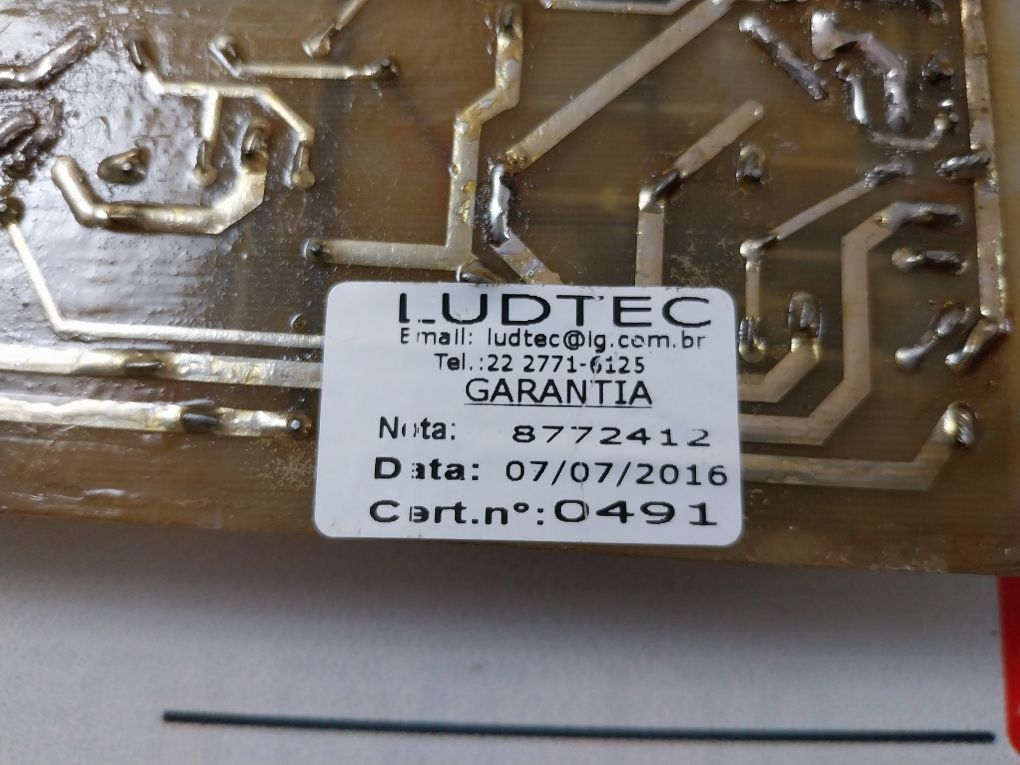 LUDTEC
Email: ludtec@ig.com.br
Tel.:22 2771-6125
GARANTIA
Nota: 8772412
Data: 07/07/2016
Cert.nº:0491